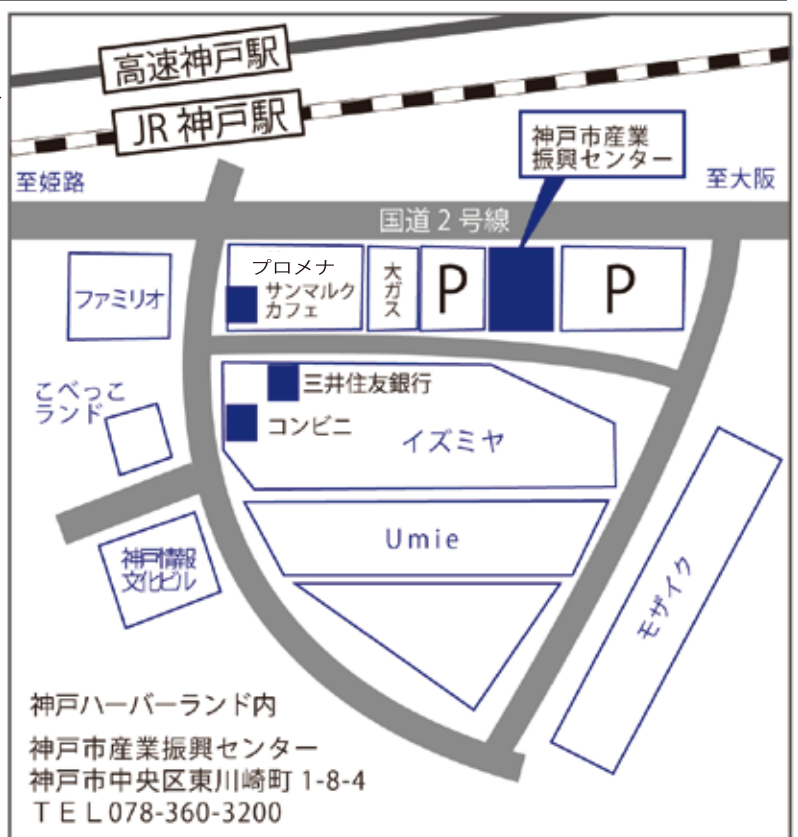 高速神戸駅
JR 神戸駅
神戸市産業
振興センター
至姫路
至大阪
国道 2 号線
ファミリオ
プロメナ
サンマルク
カフェ
大ガス
P
P
こべっこ
ランド
三井住友銀行
コンビニ
イズミヤ
Umie
神戸情報
文化ビル
モザイク
神戸ハーバーランド内
神戸市産業振興センター
神戸市中央区東川崎町 1-8-4
ＴＥＬ078-360-3200